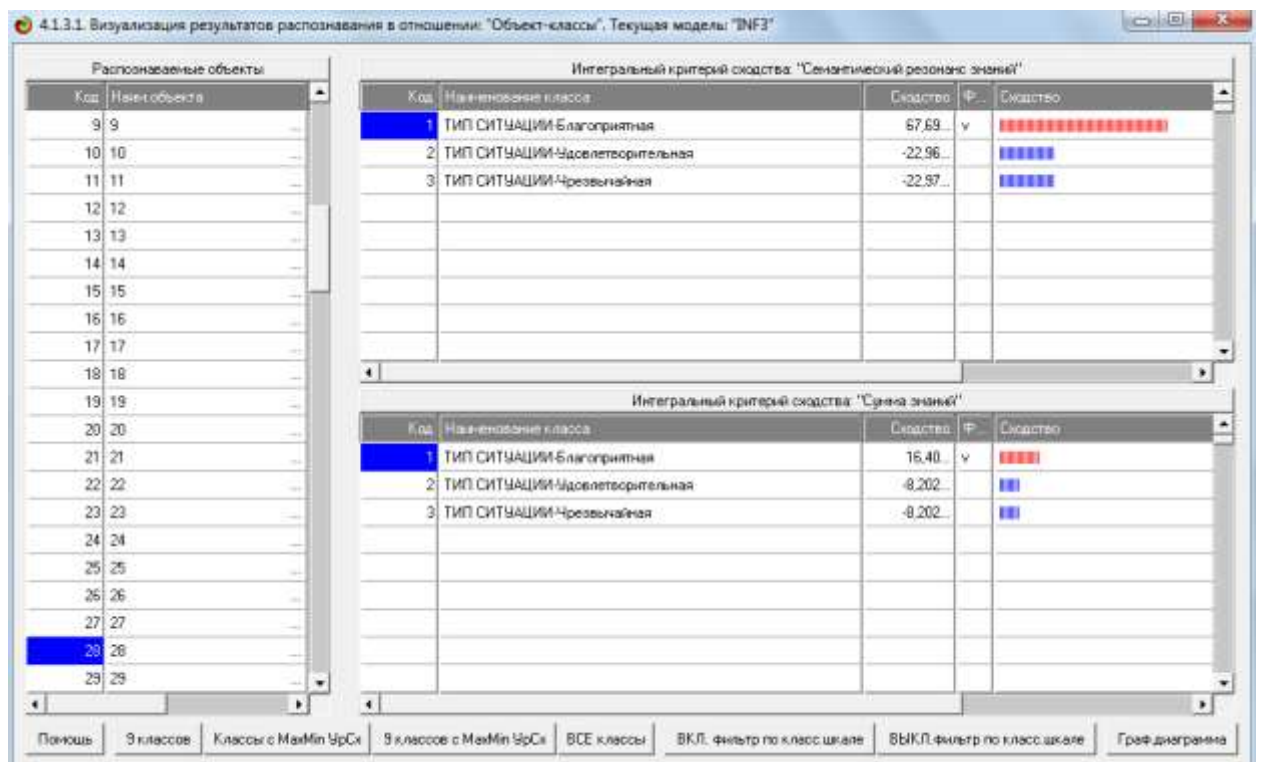 4.1.3.1. Визуализация результатов распознавания в отношении: "Объект-классы". Текущая модель: "INF3"
Распознаваемые объекты
Код Наим.объекта
9 9 ...
10 10 ...
11 11 ...
12 12 ...
13 13 ...
14 14 ...
15 15 ...
16 16 ...
17 17 ...
18 18 ...
19 19 ...
20 20 ...
21 21 ...
22 22 ...
23 23 ...
24 24 ...
25 25 ...
26 26 ...
27 27 ...
28 28 ...
29 29 ...
Интегральный критерий сходства: "Семантический резонанс знаний"
Код Наименование класса Сходство Ф... Сходство
1 ТИП СИТУАЦИИ-Благоприятная 67,69... v
2 ТИП СИТУАЦИИ-Удовлетворительная -22,96...
3 ТИП СИТУАЦИИ-Чрезвычайная -22,97...
Интегральный критерий сходства: "Сумма знаний"
Код Наименование класса Сходство Ф... Сходство
1 ТИП СИТУАЦИИ-Благоприятная 16,40... v
2 ТИП СИТУАЦИИ-Удовлетворительная -8,202...
3 ТИП СИТУАЦИИ-Чрезвычайная -8,202...
Помощь 9 классов Классы с MaxMin УрСх 9 классов с MaxMin УрСх ВСЕ классы ВКЛ. фильтр по класс.шкале ВЫКЛ.фильтр по класс.шкале Граф.диаграмма